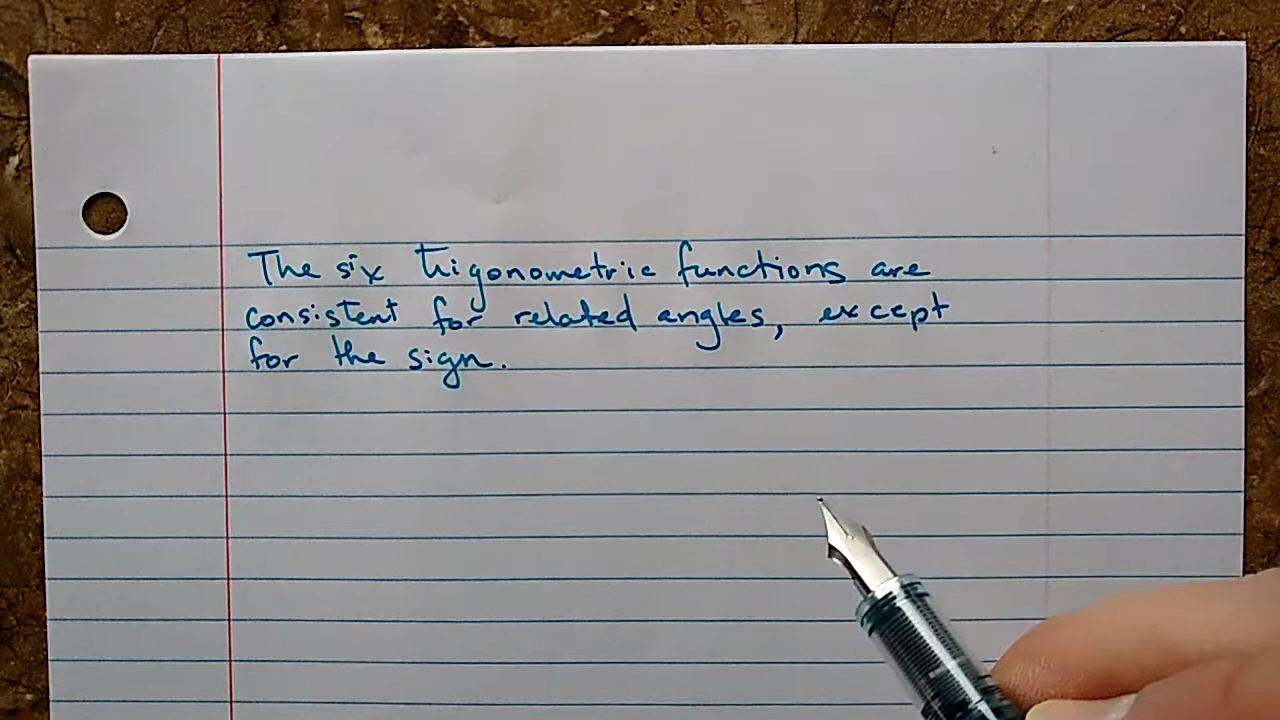 The six trigonometric functions are
consistent for related angles, except
for the sign.